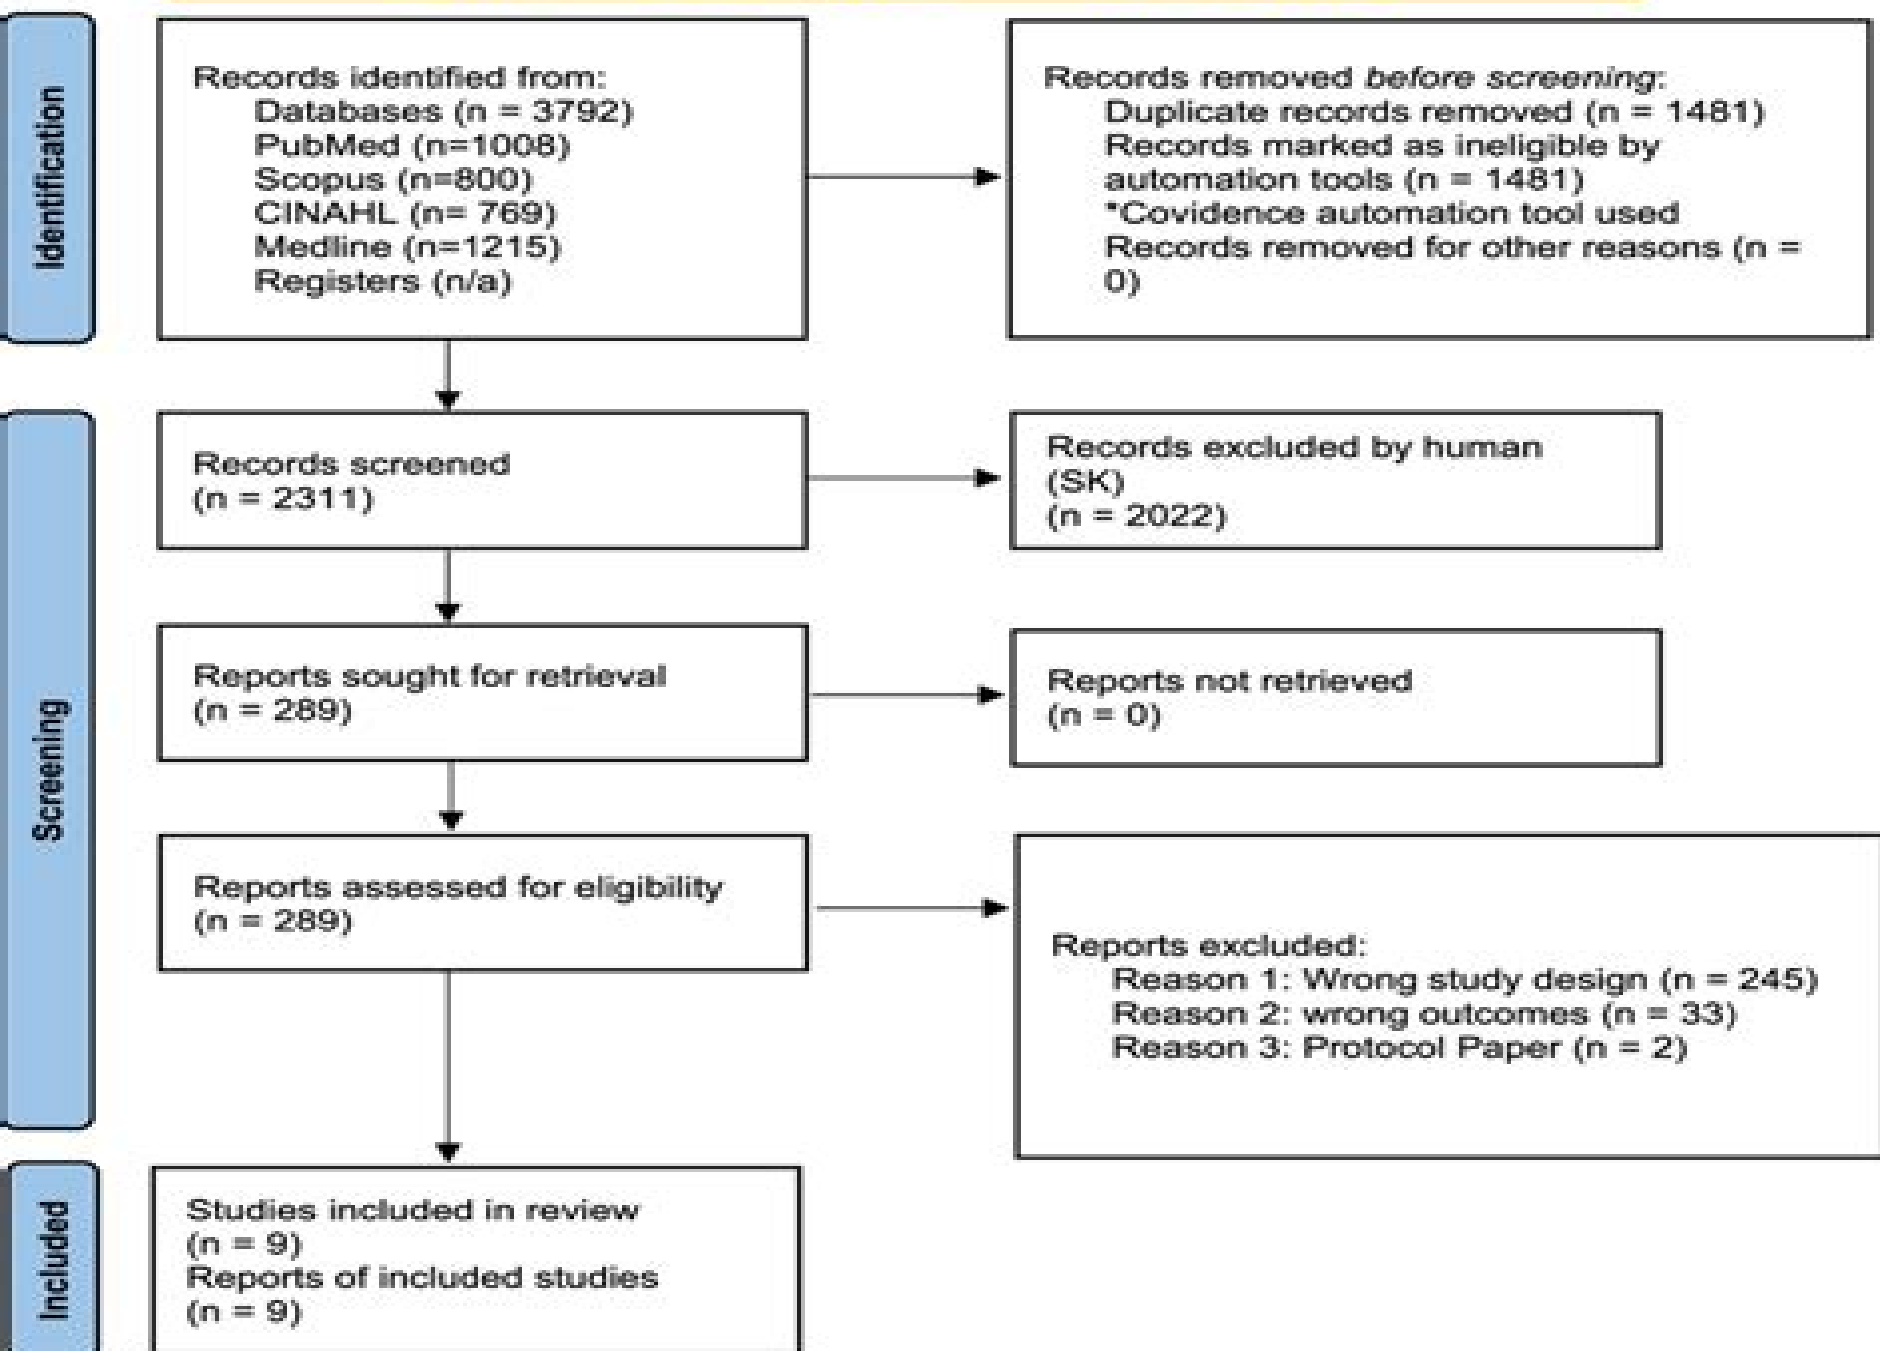 Identification
Records identified from:
Databases (n = 3792)
PubMed (n=1008)
Scopus (n=800)
CINAHL (n= 769)
Medline (n=1215)
Registers (n/a)
Records removed before screening:
Duplicate records removed (n = 1481)
Records marked as ineligible by
automation tools (n = 1481)
*Covidence automation tool used
Records removed for other reasons (n =
0)
Screening
Records screened
(n = 2311)
Records excluded by human
(SK)
(n = 2022)
Reports sought for retrieval
(n = 289)
Reports not retrieved
(n = 0)
Reports assessed for eligibility
(n = 289)
Reports excluded:
Reason 1: Wrong study design (n = 245)
Reason 2: wrong outcomes (n = 33)
Reason 3: Protocol Paper (n = 2)
Included
Studies included in review
(n = 9)
Reports of included studies
(n = 9)